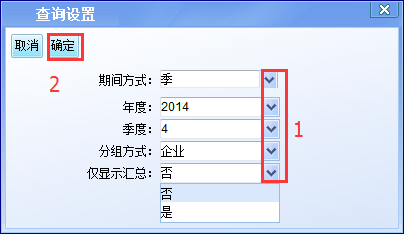 查询设置
取消 确定
2
期间方式： 季
年度： 2014
季度： 4
1
分组方式： 企业
仅显示汇总： 否
否
是